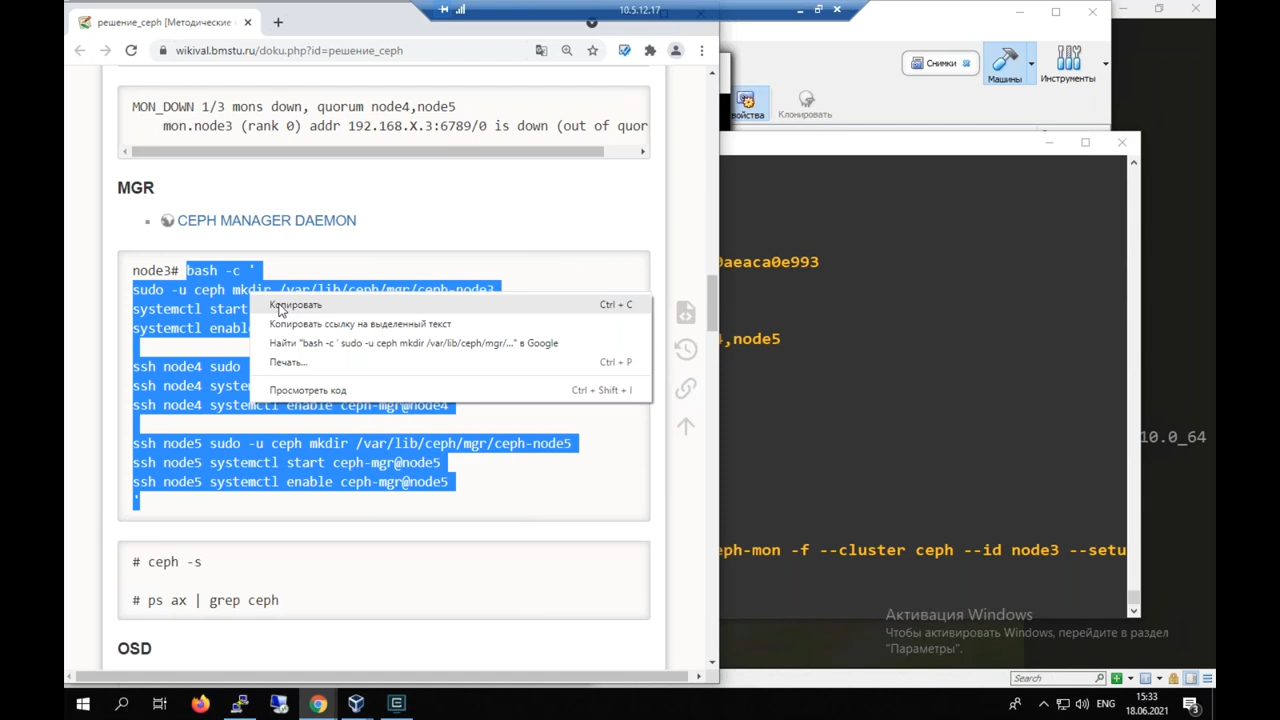 10.5.12.17
решение_ceph [Методические
wikival.bmstu.ru/doku.php?id=решение_ceph
Снимки
Машины
Инструменты
войства
Клонировать
MON_DOWN 1/3 mons down, quorum node4,node5
mon.node3 (rank 0) addr 192.168.X.3:6789/0 is down (out of quor
MGR
CEPH MANAGER DAEMON
node3# bash -c '
sudo -u ceph mkdir /var/lib/ceph/mgr/ceph-node3
systemctl start
systemctl enable
Копировать Ctrl + C
Копировать ссылку на выделенный текст
Найти "bash -c ' sudo -u ceph mkdir /var/lib/ceph/mgr/..." в Google
Печать... Ctrl + P
Просмотреть код Ctrl + Shift + I
ssh node4 sudo
ssh node4 system
ssh node4 systemctl enable ceph-mgr@node4
ssh node5 sudo -u ceph mkdir /var/lib/ceph/mgr/ceph-node5
ssh node5 systemctl start ceph-mgr@node5
ssh node5 systemctl enable ceph-mgr@node5
'
# ceph -s
# ps ax | grep ceph
OSD
0aeaca0e993
4,node5
10.0_64
eph-mon -f --cluster ceph --id node3 --setu
Активация Windows
Чтобы активировать Windows, перейдите в раздел
"Параметры".
Search
ENG
15:33
18.06.2021
3